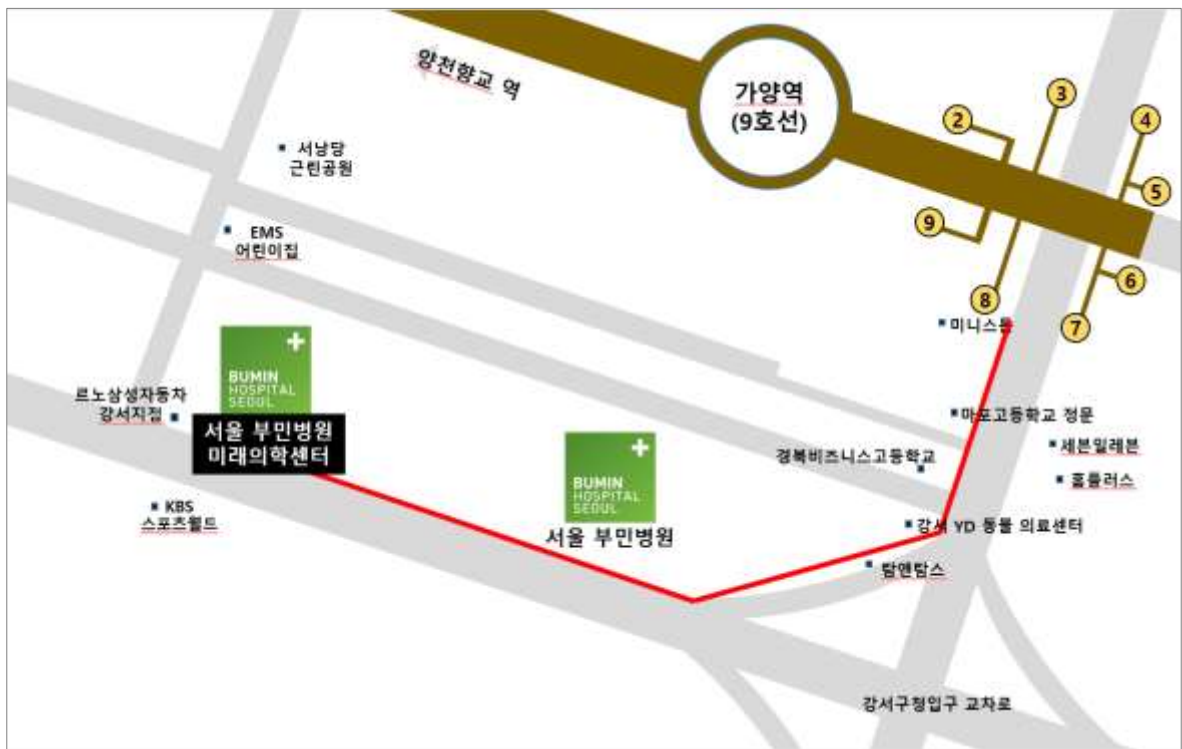 양천향교 역
가양역
(9호선)
2
3
4
5
6
7
8
9
서낭당
근린공원
EMS
어린이집
BUMIN
HOSPITAL
SEOUL
르노삼성자동차
강서지점
서울 부민병원
미래의학센터
KBS
스포츠월드
BUMIN
HOSPITAL
SEOUL
서울 부민병원
미니스톱
마포고등학교 정문
세븐일레븐
경복비즈니스고등학교
홈플러스
강서 YD 동물 의료센터
탐앤탐스
강서구청입구 교차로